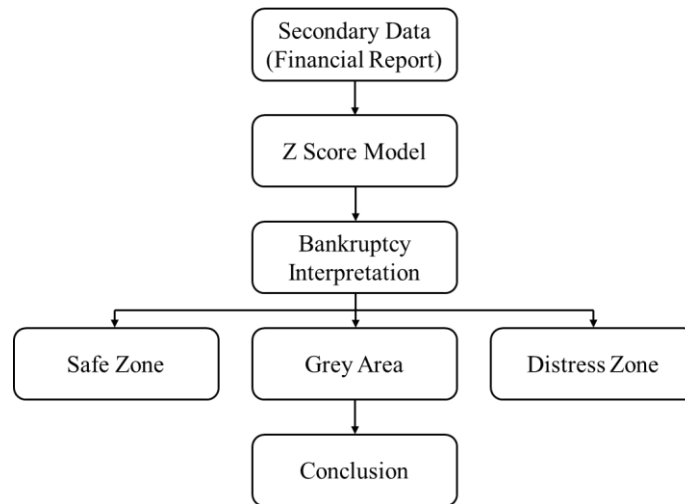 Secondary Data
(Financial Report)
Z Score Model
Bankruptcy
Interpretation
Safe Zone
Grey Area
Distress Zone
Conclusion